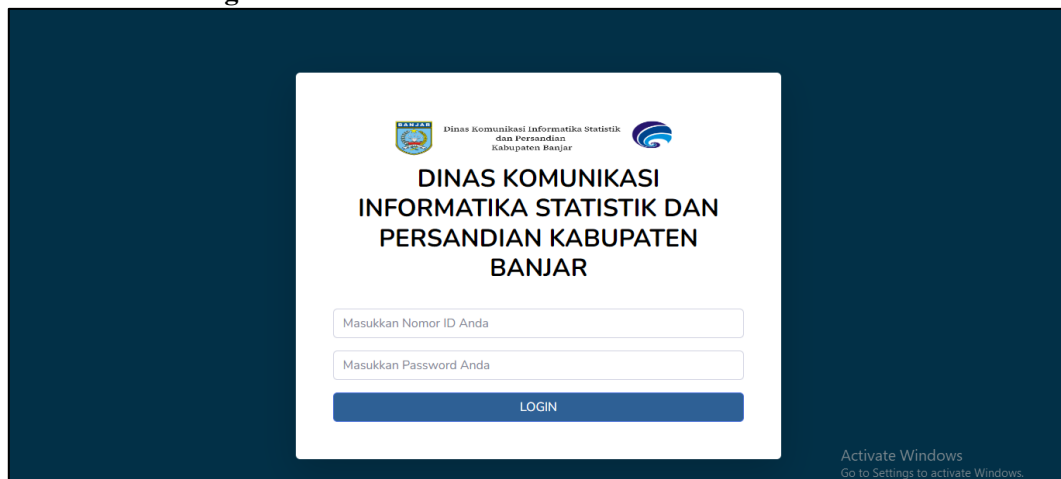 BANJAR
Dinas Komunikasi Informatika Statistik
dan Persandian
Kabupaten Banjar
DINAS KOMUNIKASI
INFORMATIKA STATISTIK DAN
PERSANDIAN KABUPATEN
BANJAR
Masukkan Nomor ID Anda
Masukkan Password Anda
LOGIN
Activate Windows
Go to Settings to activate Windows.